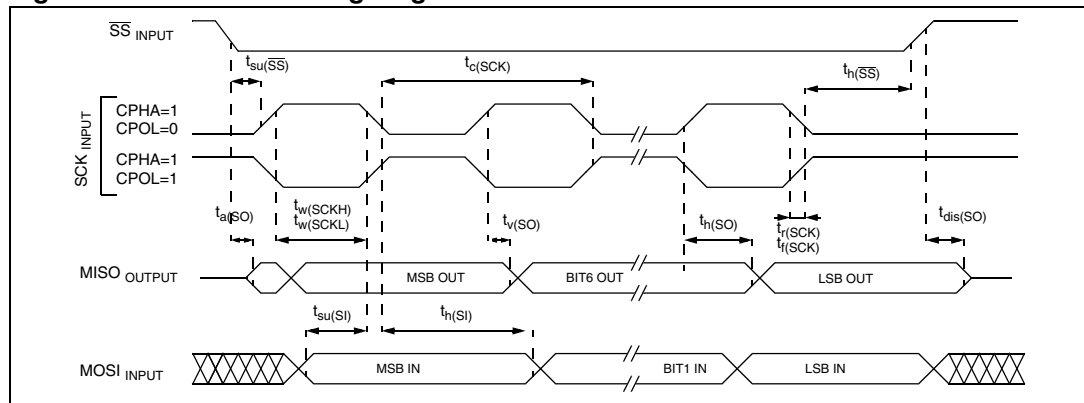 SS INPUT
tsu(SS)
tc(SCK)
th(SS)
SCK INPUT
CPHA=1
CPOL=0
CPHA=1
CPOL=1
ta(SO)
tw(SCKH)
tw(SCKL)
tv(SO)
th(SO)
tr(SCK)
tf(SCK)
tdis(SO)
MISO OUTPUT
MSB OUT
BIT6 OUT
LSB OUT
tsu(SI)
th(SI)
MOSI INPUT
MSB IN
BIT1 IN
LSB IN